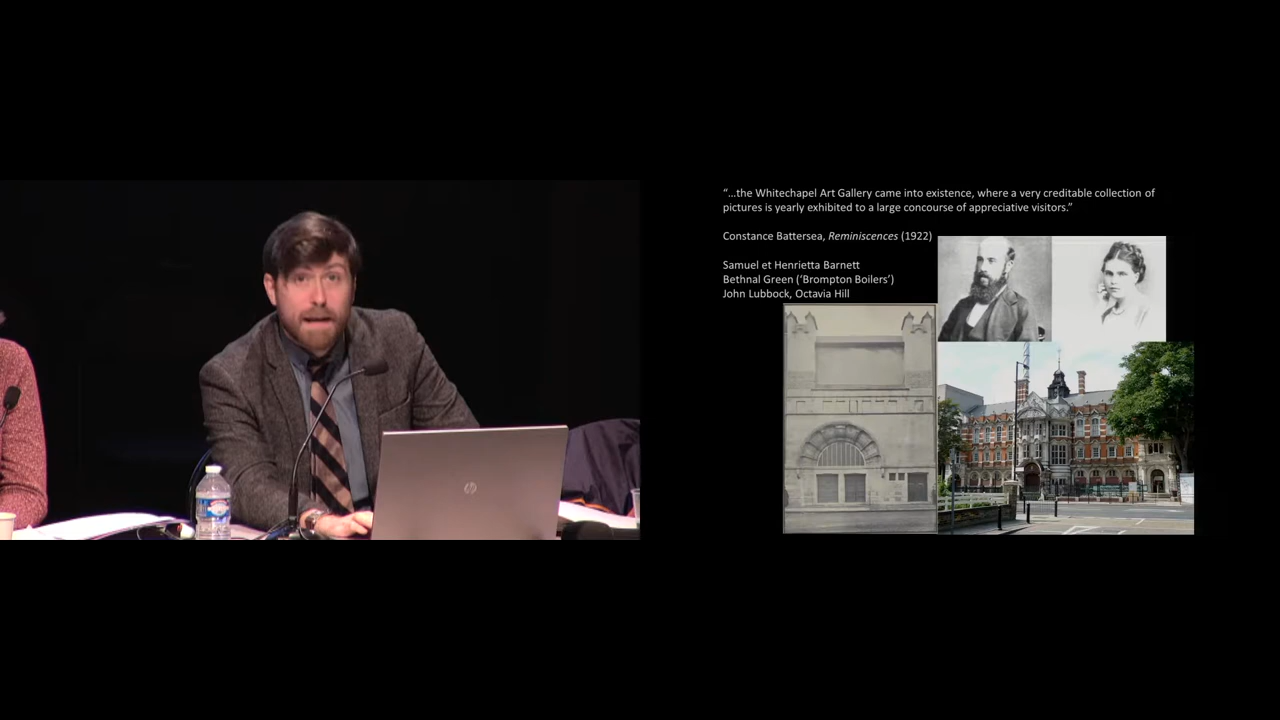 “...the Whitechapel Art Gallery came into existence, where a very creditable collection of
pictures is yearly exhibited to a large concourse of appreciative visitors.”
Constance Battersea, Reminiscences (1922)
Samuel et Henrietta Barnett
Bethnal Green (‘Brompton Boilers’)
John Lubbock, Octavia Hill
hp